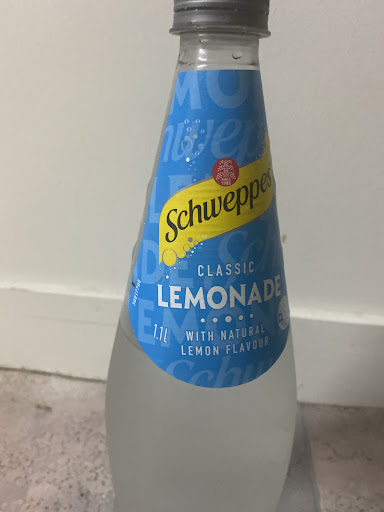 Schweppes
CLASSIC
LEMONADE
WITH NATURAL
1.1L
LEMON FLAVOUR